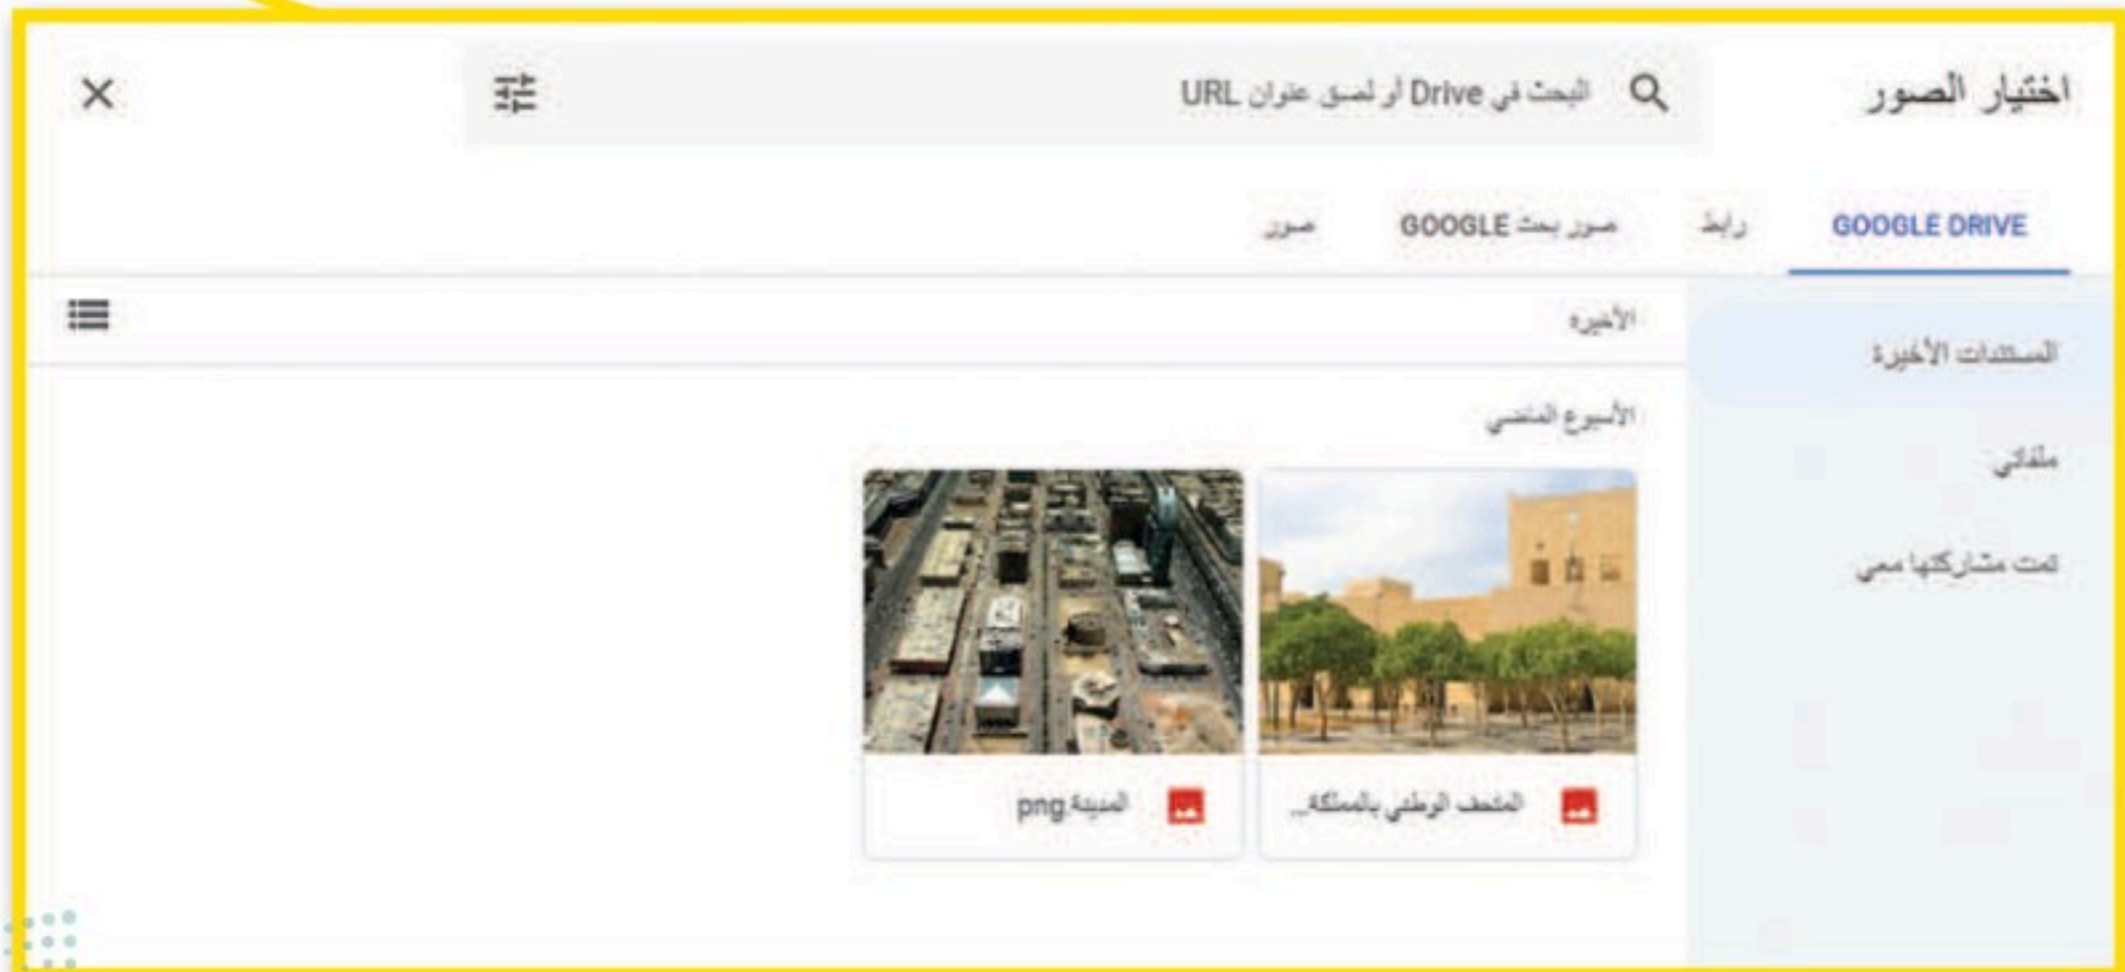 اختيار الصور
البحث في Drive أو لصق عنوان URL
GOOGLE DRIVE رابط صور بحث GOOGLE صور
المستندات الأخيرة
ملفاتي
تمت مشاركتها معي
الأخيرة
الأسبوع الماضي
المتحف الوطني بالمملكة...
المدينة.png